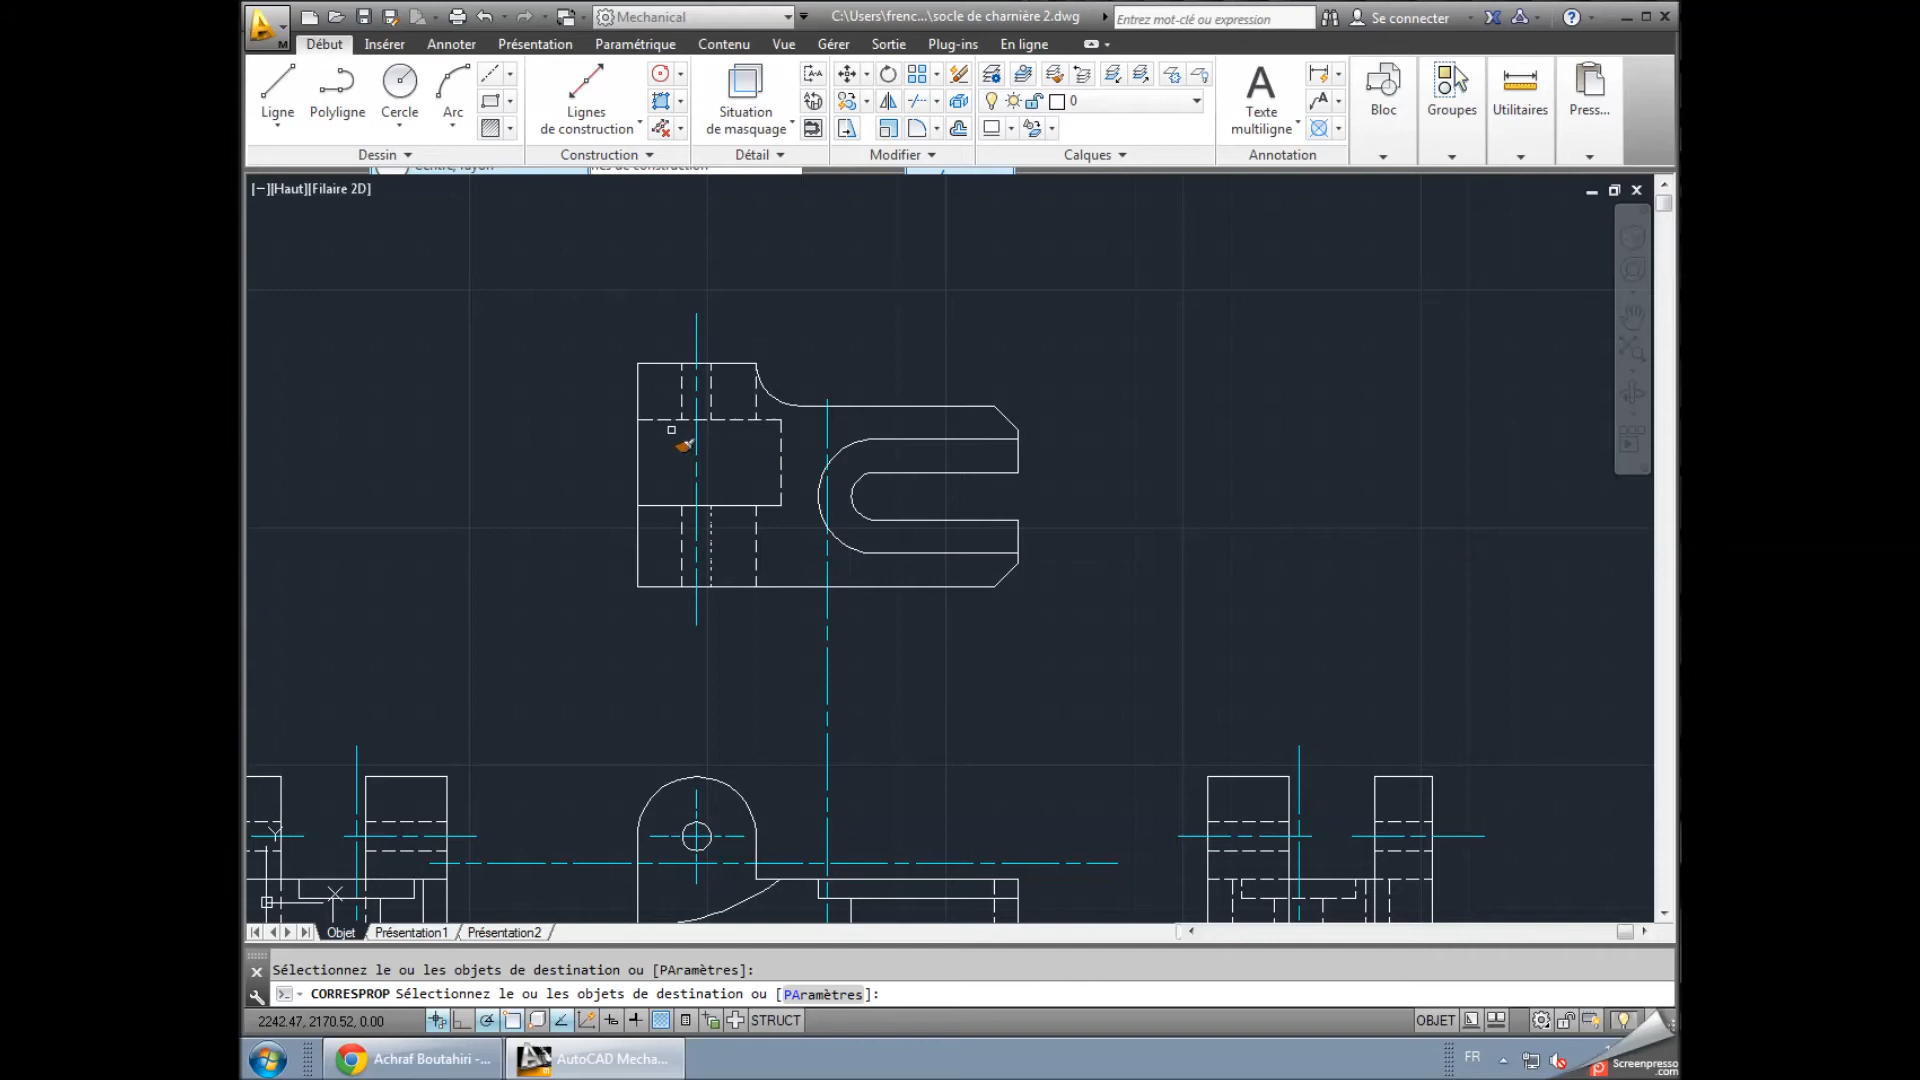 Mechanical
C:\Users\frenc...\socle de charnière 2.dwg
Entrez mot-clé ou expression
Se connecter
M
Début
Insérer
Annoter
Présentation
Paramétrique
Contenu
Vue
Gérer
Sortie
Plug-ins
En ligne
Ligne
Polyligne
Cercle
Arc
Lignes
de construction
Situation
de masquage
0
Texte
multiligne
Bloc
Groupes
Utilitaires
Press...
Dessin
Construction
Détail
Modifier
Calques
Annotation
[−][Haut][Filaire 2D]
Y
X
Objet
Présentation1
Présentation2
Sélectionnez le ou les objets de destination ou [PAramètres]:
CORRESPROP Sélectionnez le ou les objets de destination ou [PAramètres]:
2242.47, 2170.52, 0.00
STRUCT
OBJET
Achraf Boutahiri -...
AutoCAD Mecha...
FR
Screenpresso
.com